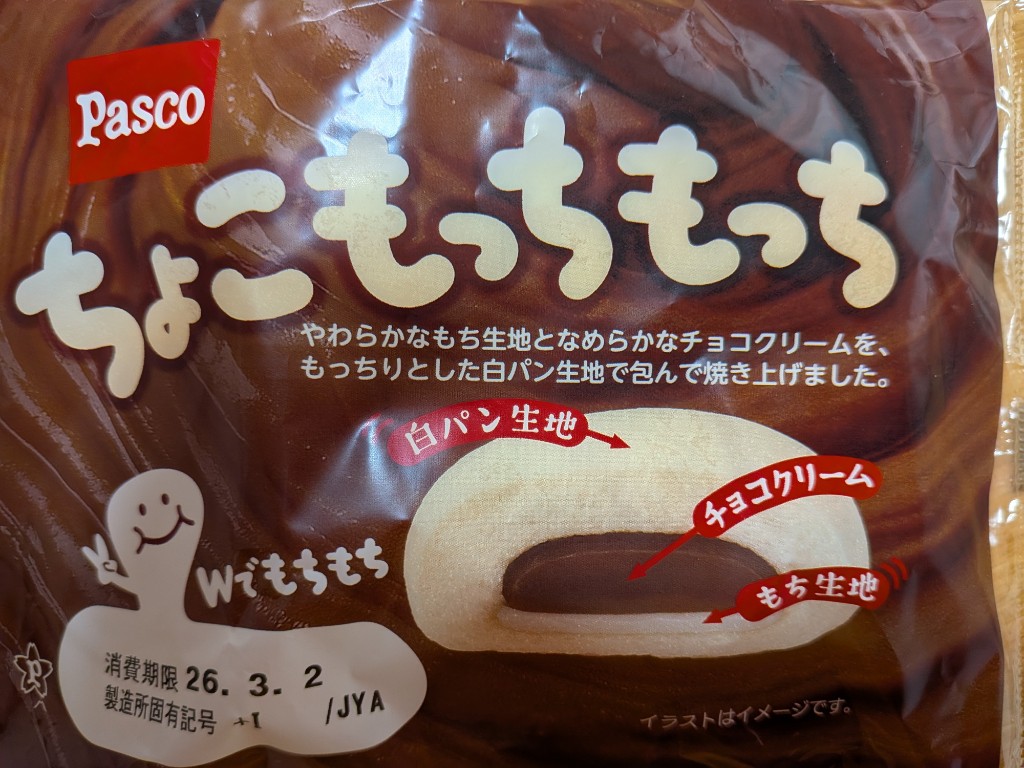 Pasco
ちょこもっちもっち
やわらかなもち生地となめらかなチョコクリームを、
もっちりとした白パン生地で包んで焼き上げました。
白パン生地
チョコクリーム
もち生地
Wでもちもち
消費期限 26. 3. 2
製造所固有記号 +I /JYA
P
イラストはイメージです。